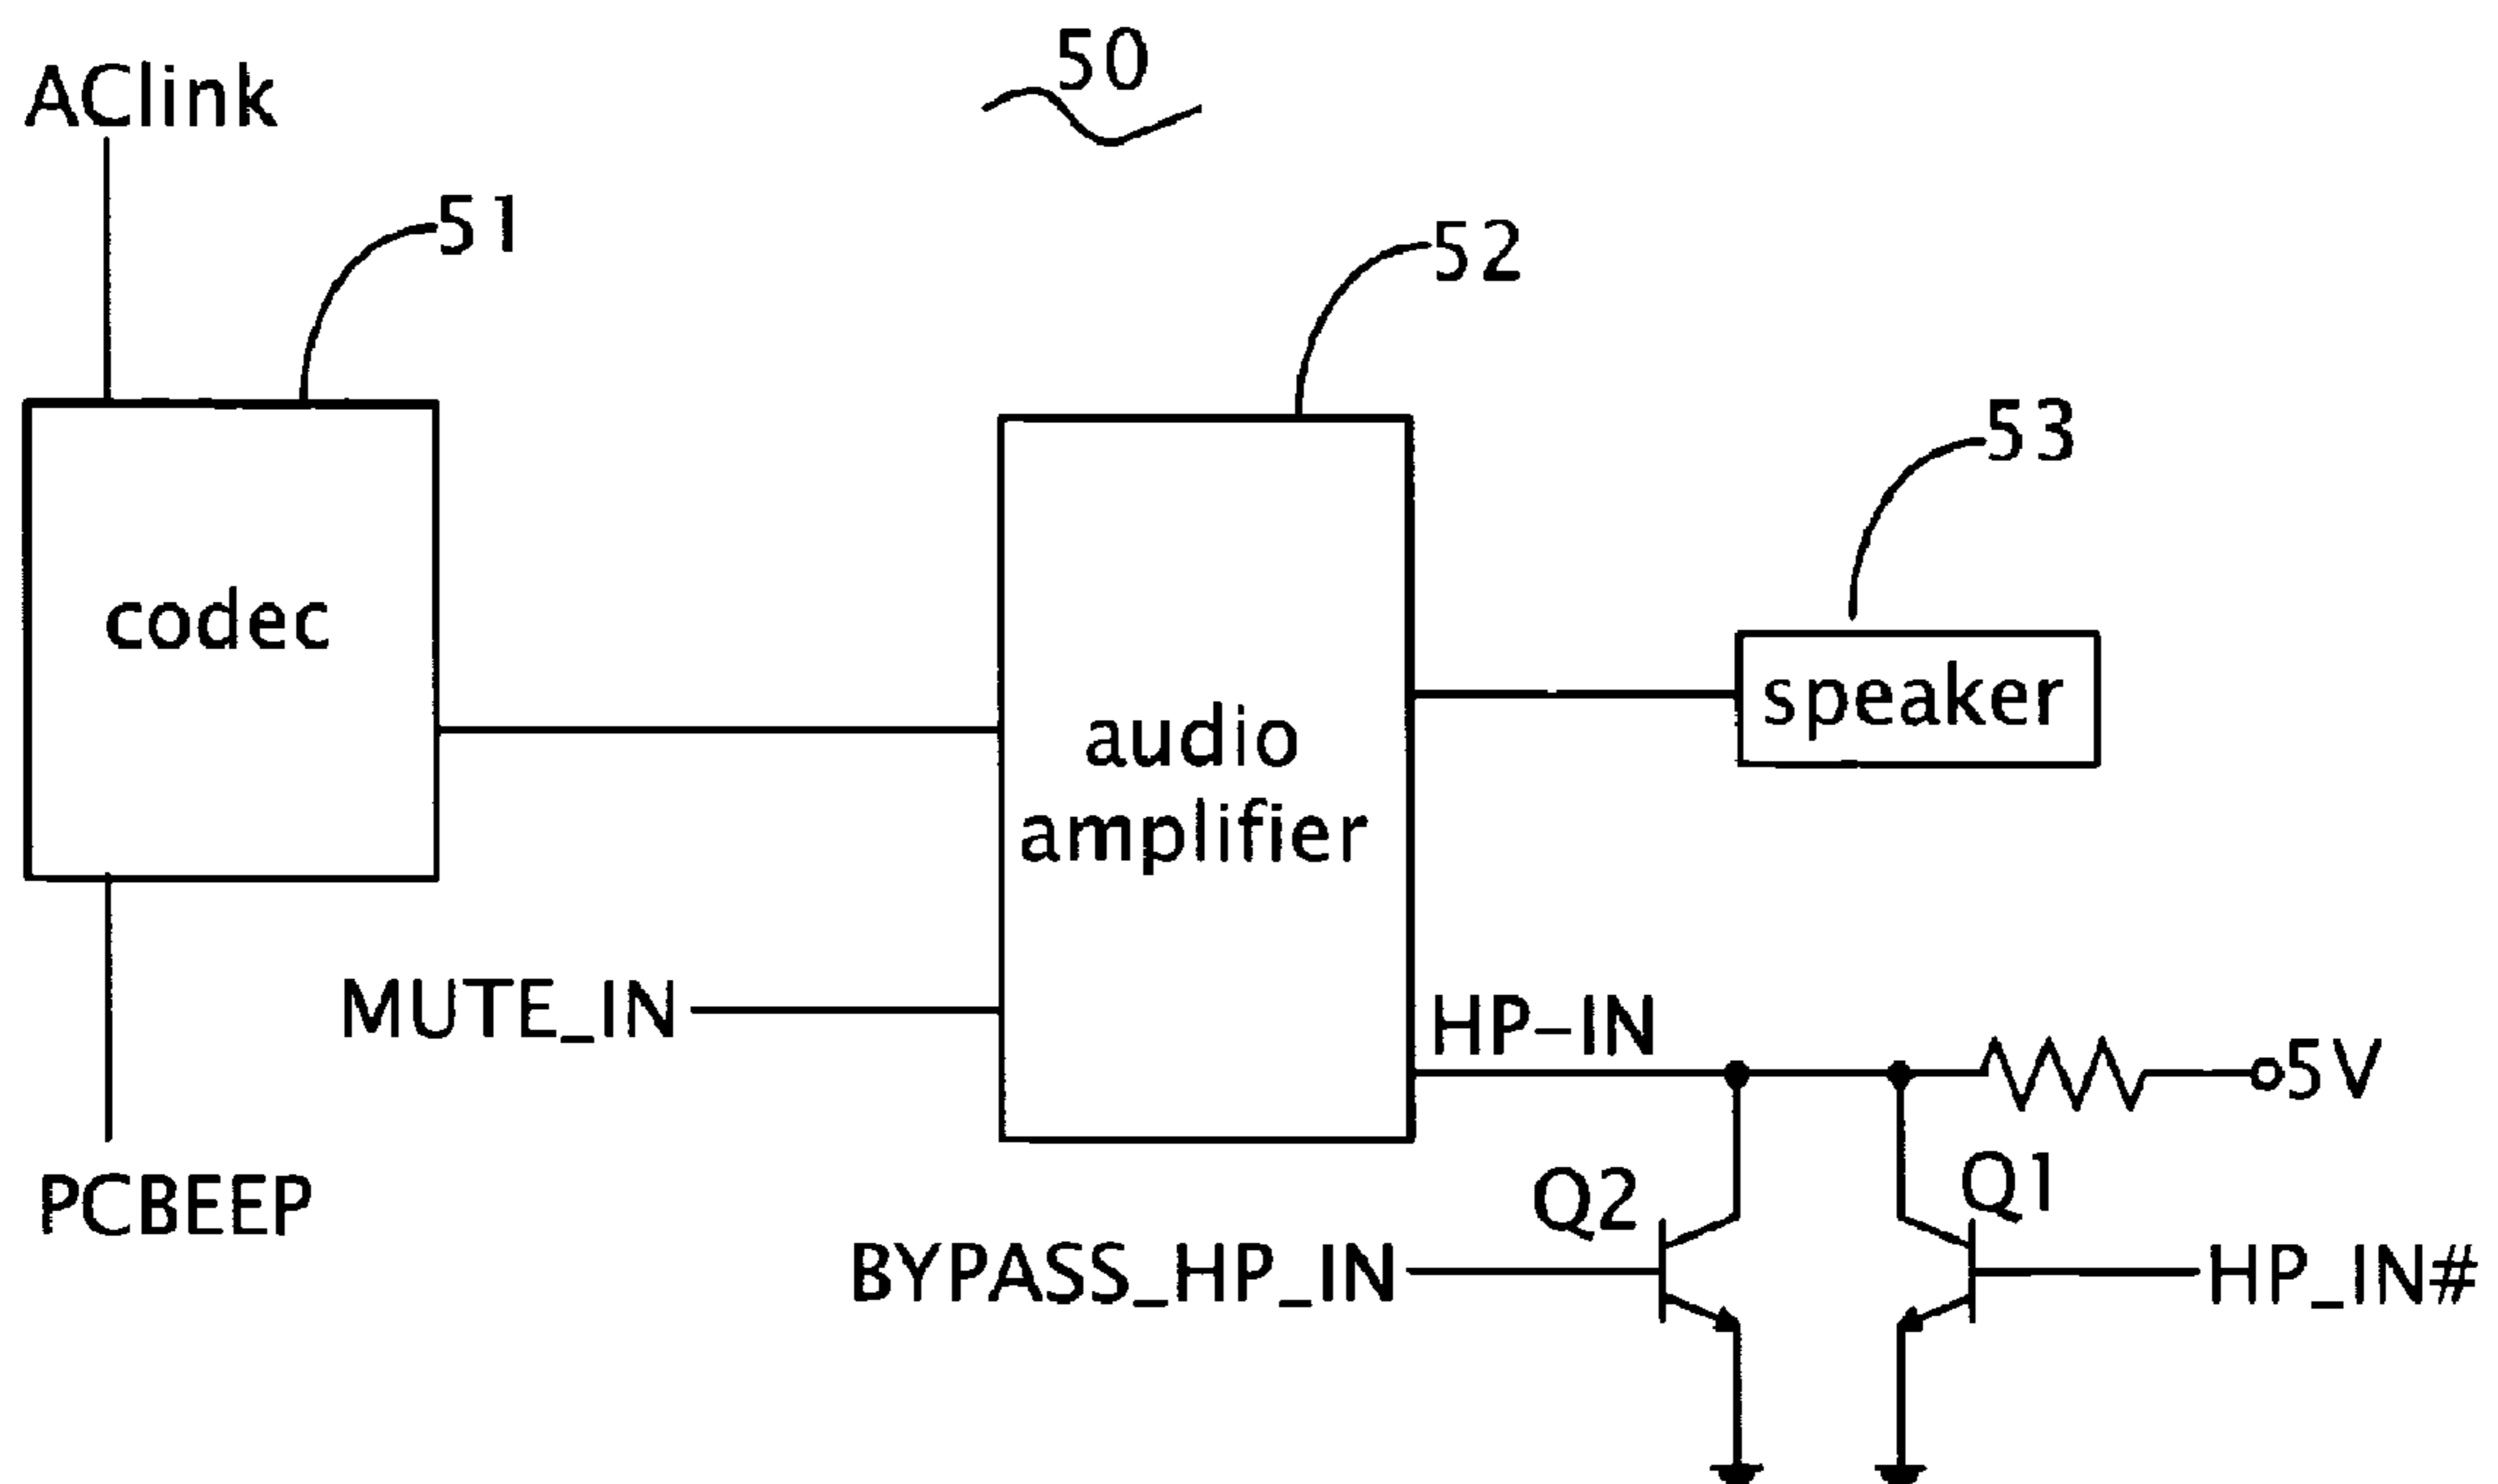 50
AClink
51
52
53
codec
speaker
audio
amplifier
MUTE_IN
HP-IN
5V
PCBEEP
Q2
Q1
BYPASS_HP_IN
HP_IN#